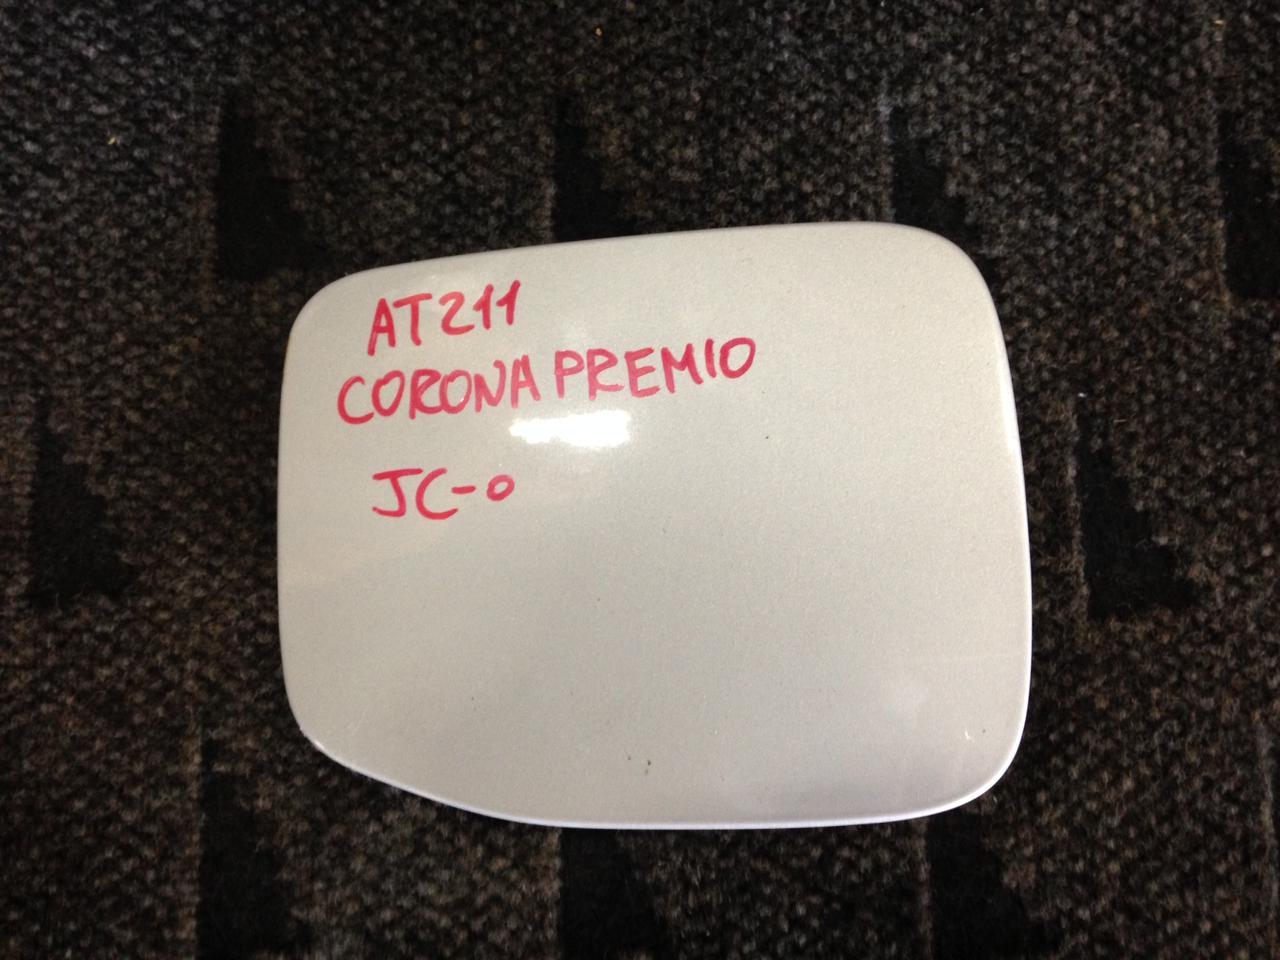 AT211
CORONA PREMIO
JC-0